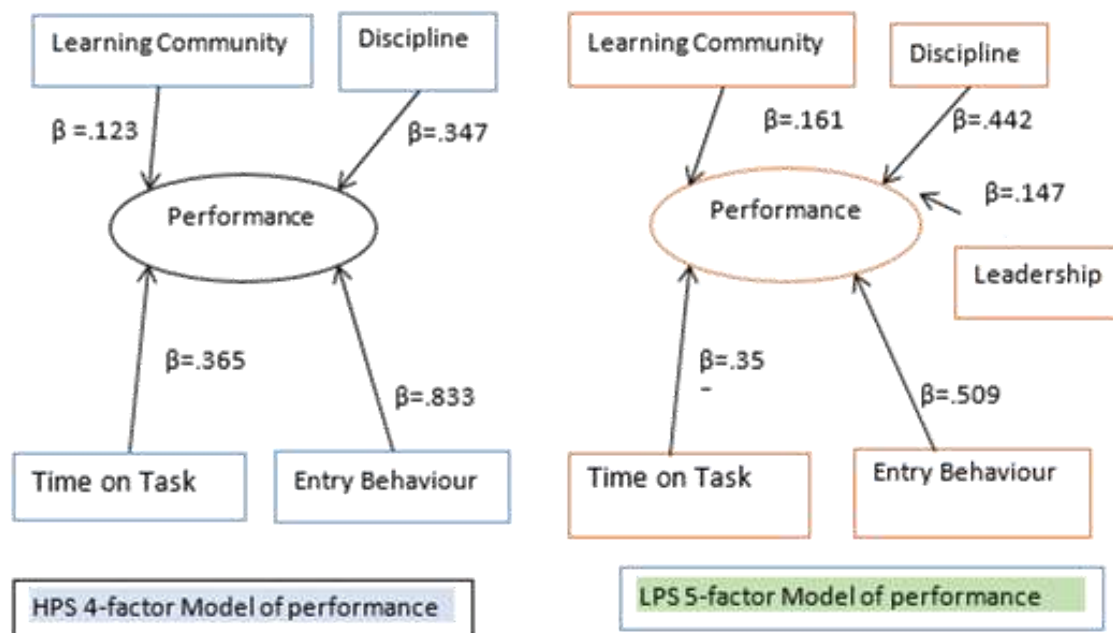 Learning Community
Discipline
β =.123
β=.347
Performance
β=.365
β=.833
Time on Task
Entry Behaviour
HPS 4-factor Model of performance
Learning Community
Discipline
β=.161
β=.442
Performance
β=.147
Leadership
β=.35
-
β=.509
Time on Task
Entry Behaviour
LPS 5-factor Model of performance